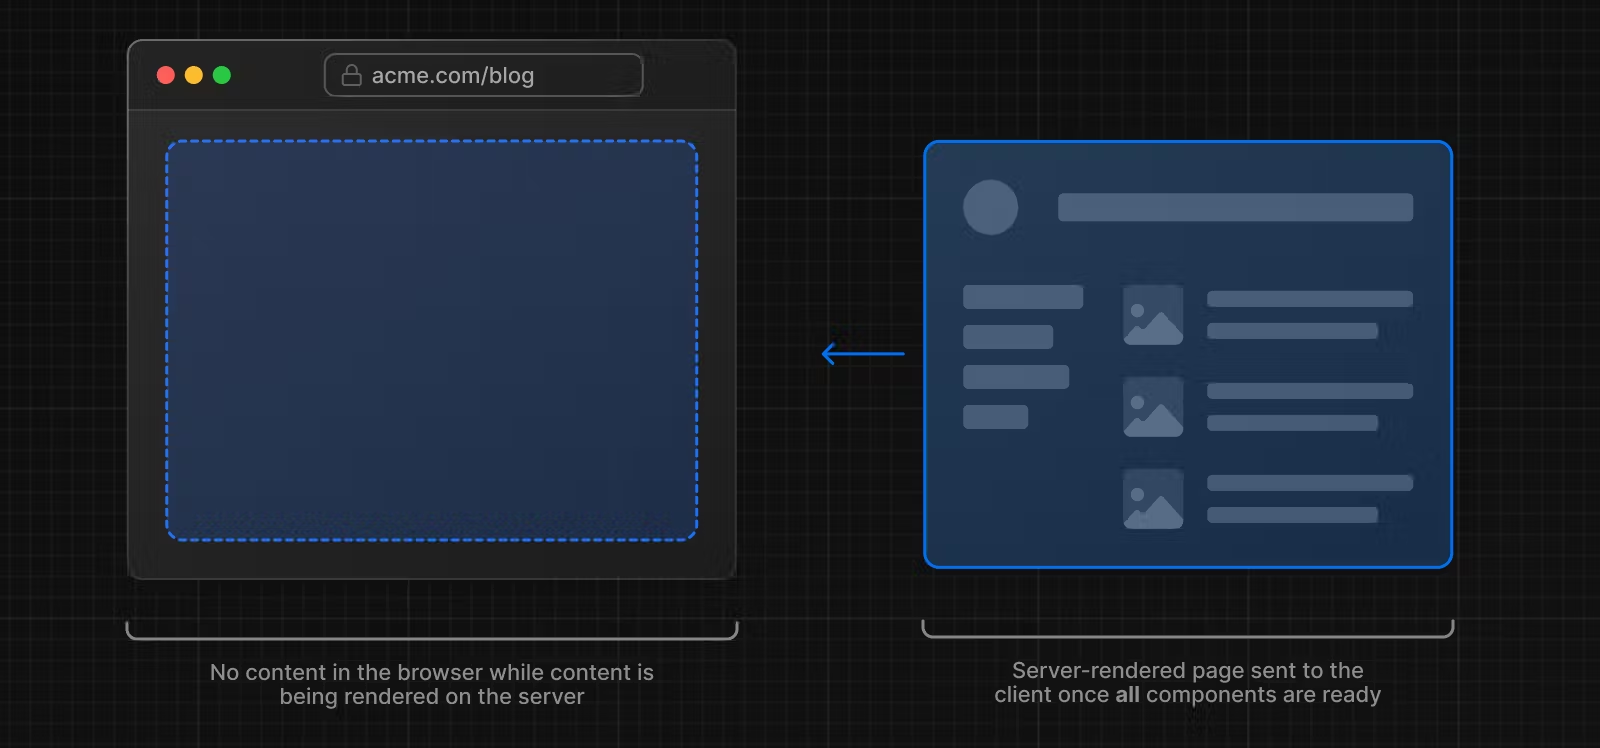 acme.com/blog
No content in the browser while content is
being rendered on the server
Server-rendered page sent to the
client once all components are ready